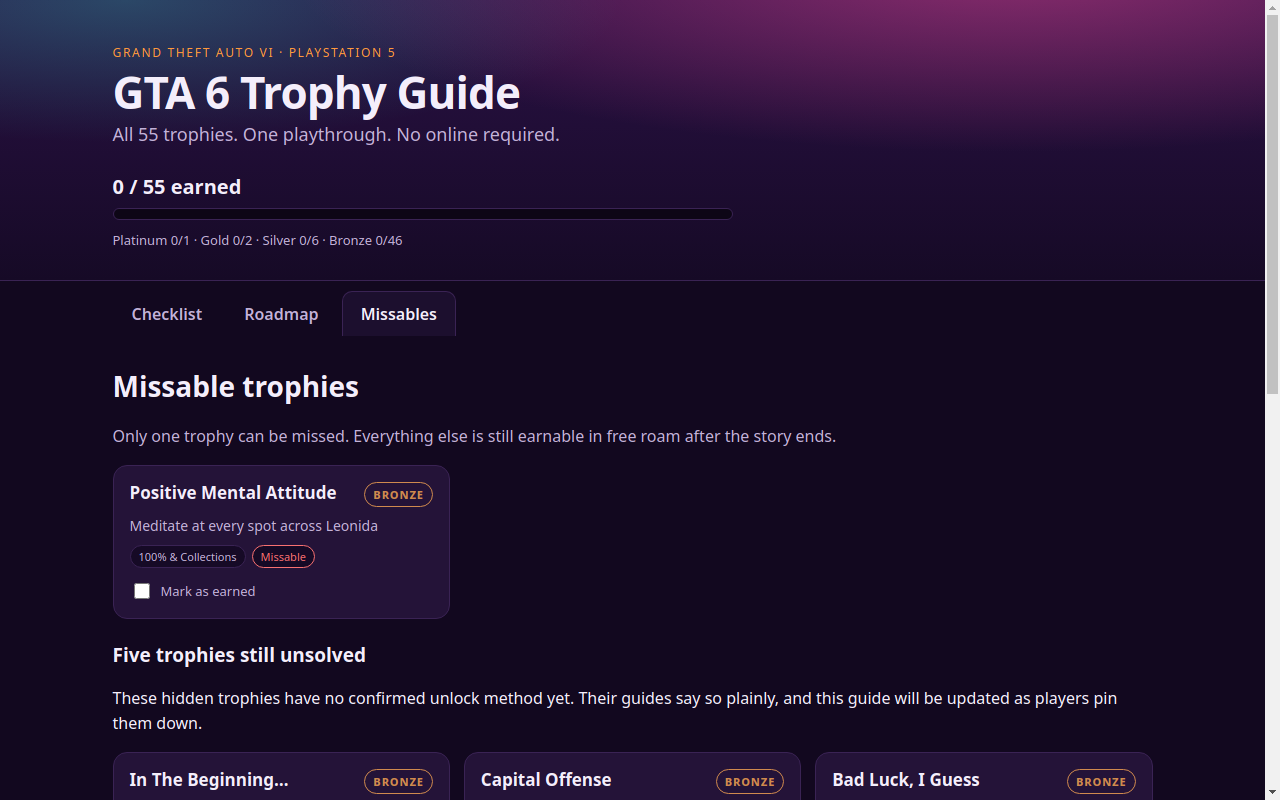 GRAND THEFT AUTO VI · PLAYSTATION 5
GTA 6 Trophy Guide
All 55 trophies. One playthrough. No online required.
0 / 55 earned
Platinum 0/1 · Gold 0/2 · Silver 0/6 · Bronze 0/46
Checklist
Roadmap
Missables
Missable trophies
Only one trophy can be missed. Everything else is still earnable in free roam after the story ends.
Positive Mental Attitude
BRONZE
Meditate at every spot across Leonida
100% & Collections
Missable
Mark as earned
Five trophies still unsolved
These hidden trophies have no confirmed unlock method yet. Their guides say so plainly, and this guide will be updated as players pin
them down.
In The Beginning...
BRONZE
Capital Offense
BRONZE
Bad Luck, I Guess
BRONZE